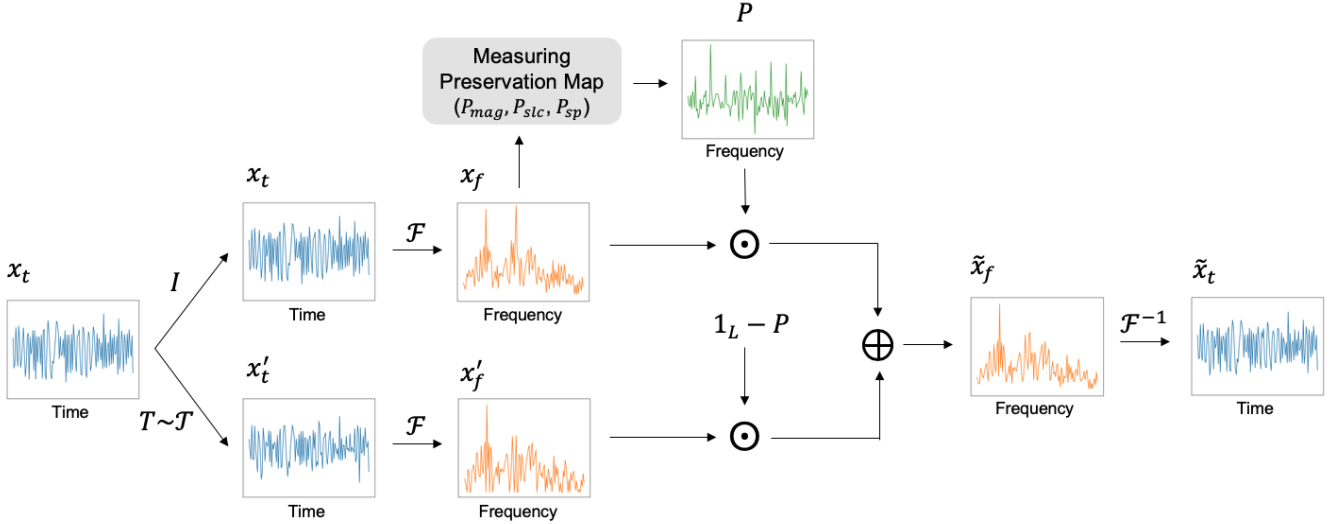 P
Measuring
Preservation Map
(P_mag, P_slc, P_sp)
Frequency
x_t
x_f
ℱ
Time
Frequency
x_t
I
Time
T~𝒯
1_L − P
x̃_f
x̃_t
ℱ⁻¹
Frequency
Time
x′_t
x′_f
ℱ
Time
Frequency